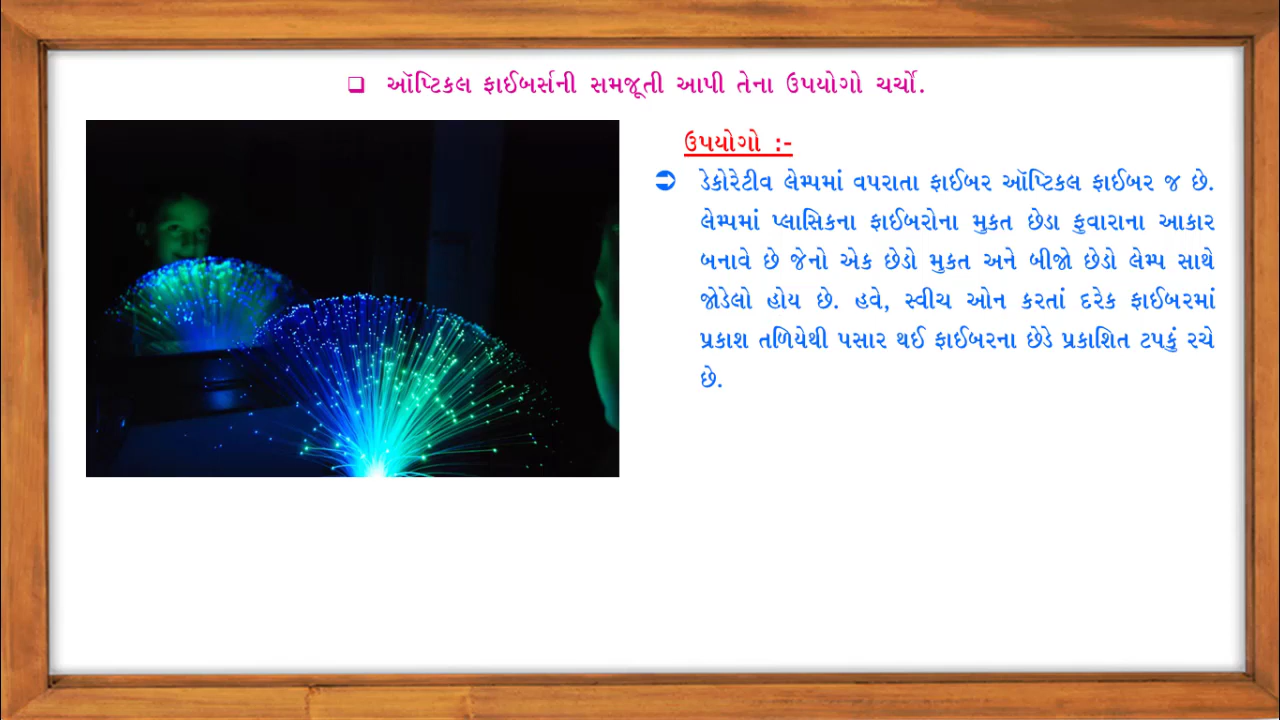 ઑપ્ટિકલ ફાઈબર્સની સમજૂતી આપી તેના ઉપયોગો ચર્ચો.
ઉપયોગો :-
ડેકોરેટીવ લેમ્પમાં વપરાતા ફાઈબર ઑપ્ટિકલ ફાઈબર જ છે.
લેમ્પમાં પ્લાસિકના ફાઈબરોના મુકત છેડા ફુવારાના આકાર
બનાવે છે જેનો એક છેડો મુકત અને બીજો છેડો લેમ્પ સાથે
જોડેલો હોય છે. હવે, સ્વીચ ઓન કરતાં દરેક ફાઈબરમાં
પ્રકાશ તળિયેથી પસાર થઈ ફાઈબરના છેડે પ્રકાશિત ટપકું રચે
છે.